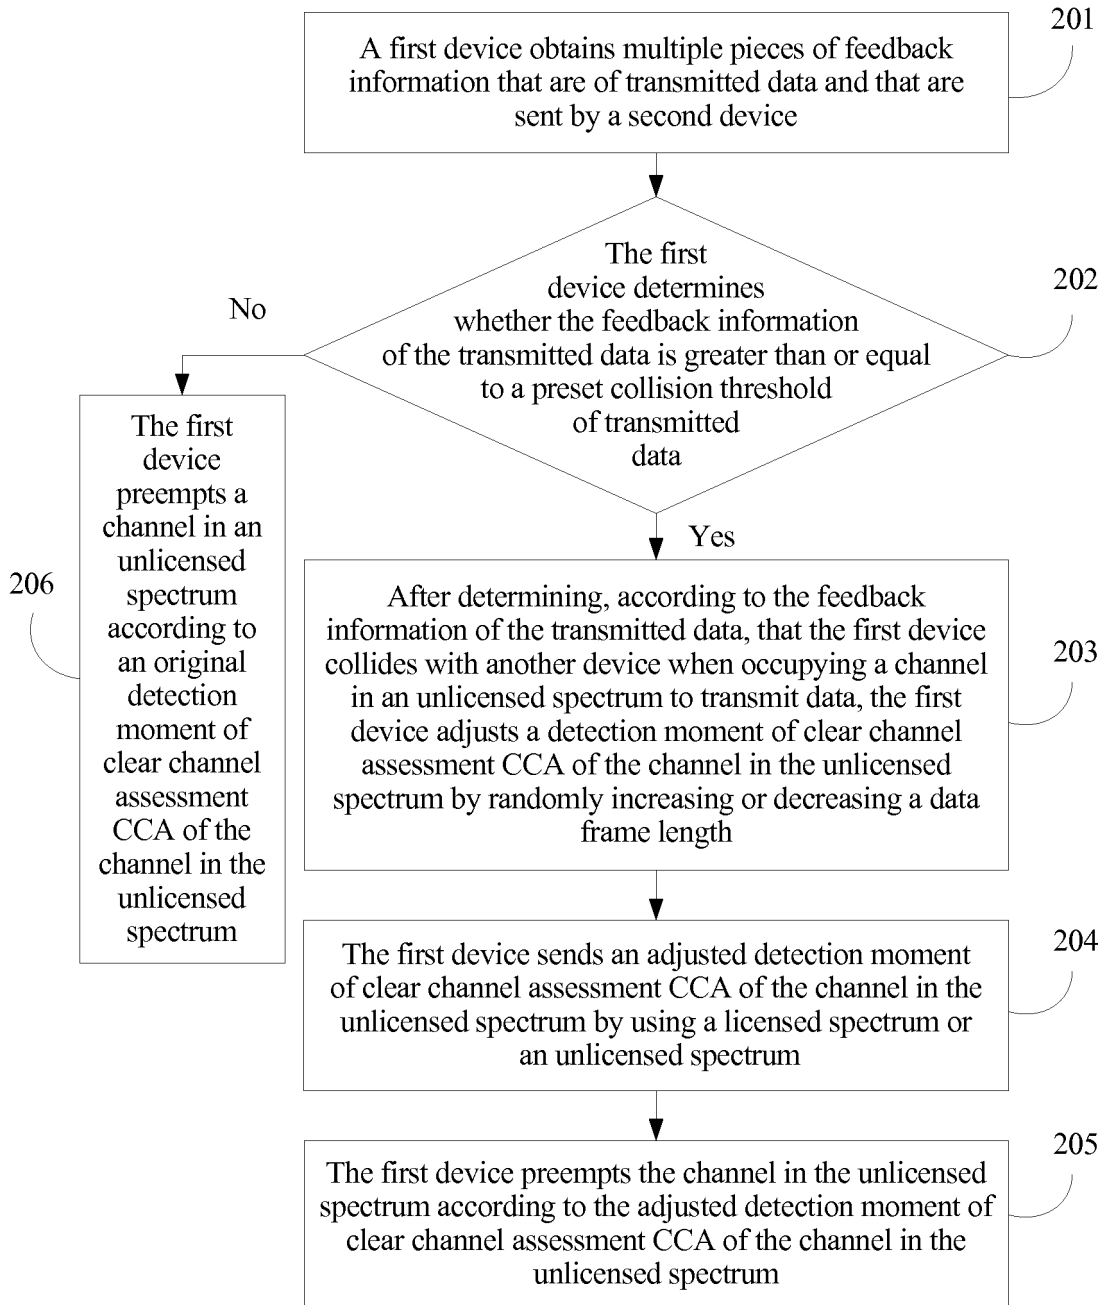 201
A first device obtains multiple pieces of feedback
information that are of transmitted data and that are
sent by a second device
202
The first
device determines
whether the feedback information
of the transmitted data is greater than or equal
to a preset collision threshold
of transmitted
data
No
Yes
206
The first
device
preempts a
channel in an
unlicensed
spectrum
according to
an original
detection
moment of
clear channel
assessment
CCA of the
channel in the
unlicensed
spectrum
203
After determining, according to the feedback
information of the transmitted data, that the first device
collides with another device when occupying a channel
in an unlicensed spectrum to transmit data, the first
device adjusts a detection moment of clear channel
assessment CCA of the channel in the unlicensed
spectrum by randomly increasing or decreasing a data
frame length
204
The first device sends an adjusted detection moment
of clear channel assessment CCA of the channel in the
unlicensed spectrum by using a licensed spectrum or
an unlicensed spectrum
205
The first device preempts the channel in the unlicensed
spectrum according to the adjusted detection moment of
clear channel assessment CCA of the channel in the
unlicensed spectrum